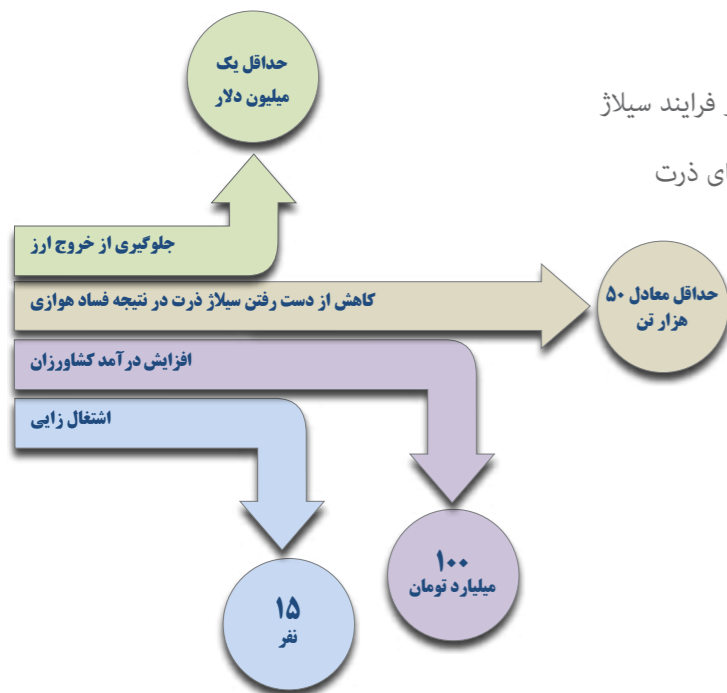 حداقل یک
میلیون دلار
فرایند سیلاژ
ذرت
جلوگیری از خروج ارز
کاهش از دست رفتن سیلاژ ذرت در نتیجه فساد هوازی
حداقل معادل ۵۰
هزار تن
افزایش درآمد کشاورزان
اشتغال زایی
۱۰۰
میلیارد تومان
۱۵
نفر